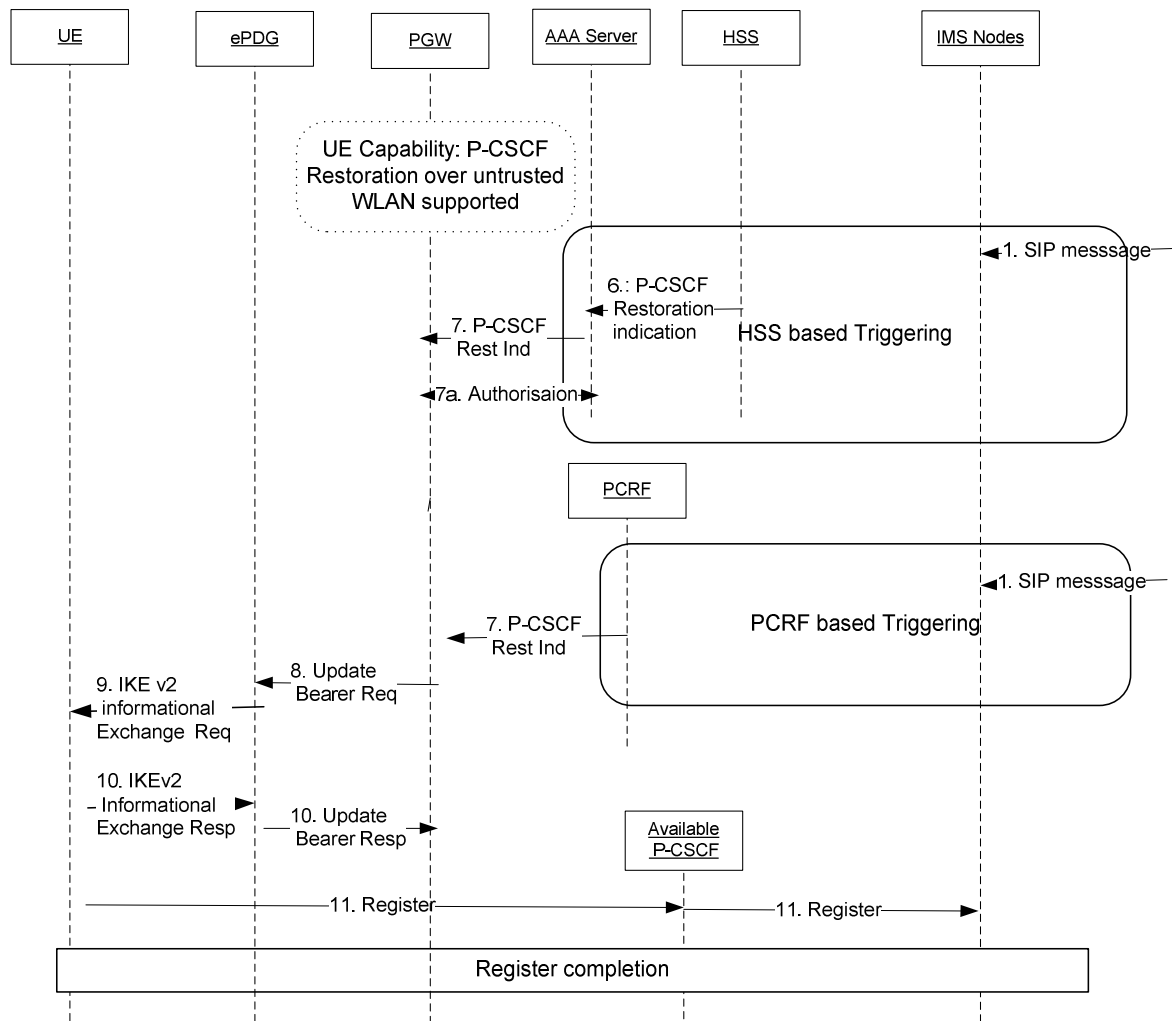 UE
ePDG
PGW
AAA Server
HSS
IMS Nodes
UE Capability: P-CSCF
Restoration over untrusted
WLAN supported
1. SIP messsage
6.: P-CSCF
Restoration
indication
7. P-CSCF
Rest Ind
HSS based Triggering
7a. Authorisaion
PCRF
1. SIP messsage
7. P-CSCF
Rest Ind
PCRF based Triggering
8. Update
Bearer Req
9. IKE v2
informational
Exchange Req
10. IKEv2
Informational
Exchange Resp
10. Update
Bearer Resp
Available
P-CSCF
11. Register
11. Register
Register completion